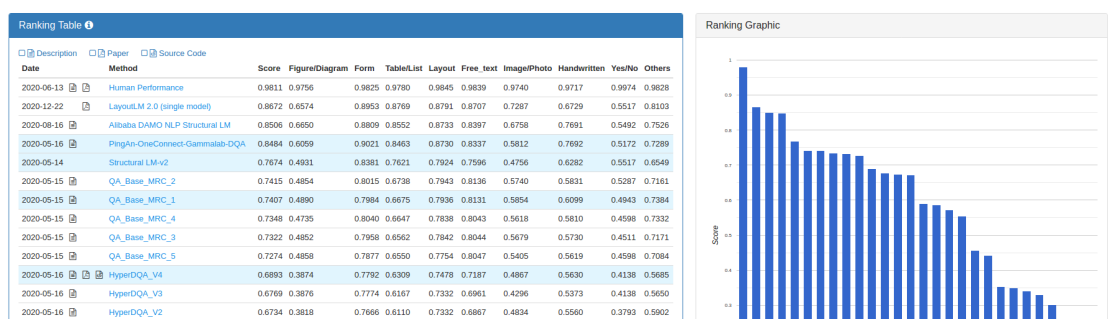 Ranking Table
Description Paper Source Code
Date Method Score Figure/Diagram Form Table/List Layout Free_text Image/Photo Handwritten Yes/No Others
2020-06-13 Human Performance 0.9811 0.9756 0.9825 0.9780 0.9845 0.9839 0.9740 0.9717 0.9974 0.9828
2020-12-22 LayoutLM 2.0 (single model) 0.8672 0.6574 0.8953 0.8769 0.8791 0.8707 0.7287 0.6729 0.5517 0.8103
2020-08-16 Alibaba DAMO NLP Structural LM 0.8506 0.6650 0.8809 0.8552 0.8733 0.8397 0.6758 0.7691 0.5492 0.7526
2020-05-16 PingAn-OneConnect-Gammalab-DQA 0.8484 0.6059 0.9021 0.8463 0.8730 0.8337 0.5812 0.7692 0.5172 0.7289
2020-05-14 Structural LM-v2 0.7674 0.4931 0.8381 0.7621 0.7924 0.7596 0.4756 0.6282 0.5517 0.6549
2020-05-15 QA_Base_MRC_2 0.7415 0.4854 0.8015 0.6738 0.7943 0.8136 0.5740 0.5831 0.5287 0.7161
2020-05-15 QA_Base_MRC_1 0.7407 0.4890 0.7984 0.6675 0.7936 0.8131 0.5854 0.6099 0.4943 0.7384
2020-05-15 QA_Base_MRC_4 0.7348 0.4735 0.8040 0.6647 0.7838 0.8043 0.5618 0.5810 0.4598 0.7332
2020-05-15 QA_Base_MRC_3 0.7322 0.4852 0.7958 0.6562 0.7842 0.8044 0.5679 0.5730 0.4511 0.7171
2020-05-15 QA_Base_MRC_5 0.7274 0.4858 0.7877 0.6550 0.7754 0.8047 0.5405 0.5619 0.4598 0.7084
2020-05-16 HyperDQA_V4 0.6893 0.3874 0.7792 0.6309 0.7478 0.7187 0.4867 0.5630 0.4138 0.5685
2020-05-16 HyperDQA_V3 0.6769 0.3876 0.7774 0.6167 0.7332 0.6961 0.4296 0.5373 0.4138 0.5650
2020-05-16 HyperDQA_V2 0.6734 0.3818 0.7666 0.6110 0.7332 0.6867 0.4834 0.5560 0.3793 0.5902
Ranking Graphic
1
0.9
0.8
0.7
0.6
0.5
0.4
0.3
Score